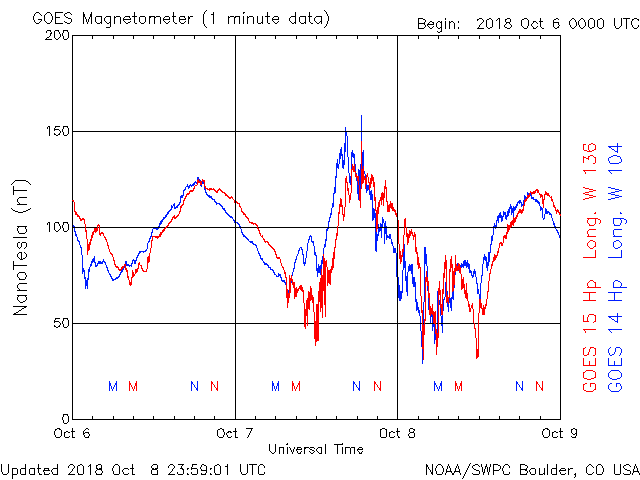 GOES Magnetometer (1 minute data)
Begin: 2018 Oct 6 0000 UTC
200
150
100
50
0
NanoTesla (nT)
M M N N M M N N M M N N
Oct 6 Oct 7 Oct 8 Oct 9
Universal Time
GOES 15 Hp Long. W 136
GOES 14 Hp Long. W 104
Updated 2018 Oct 8 23:59:01 UTC
NOAA/SWPC Boulder, CO USA